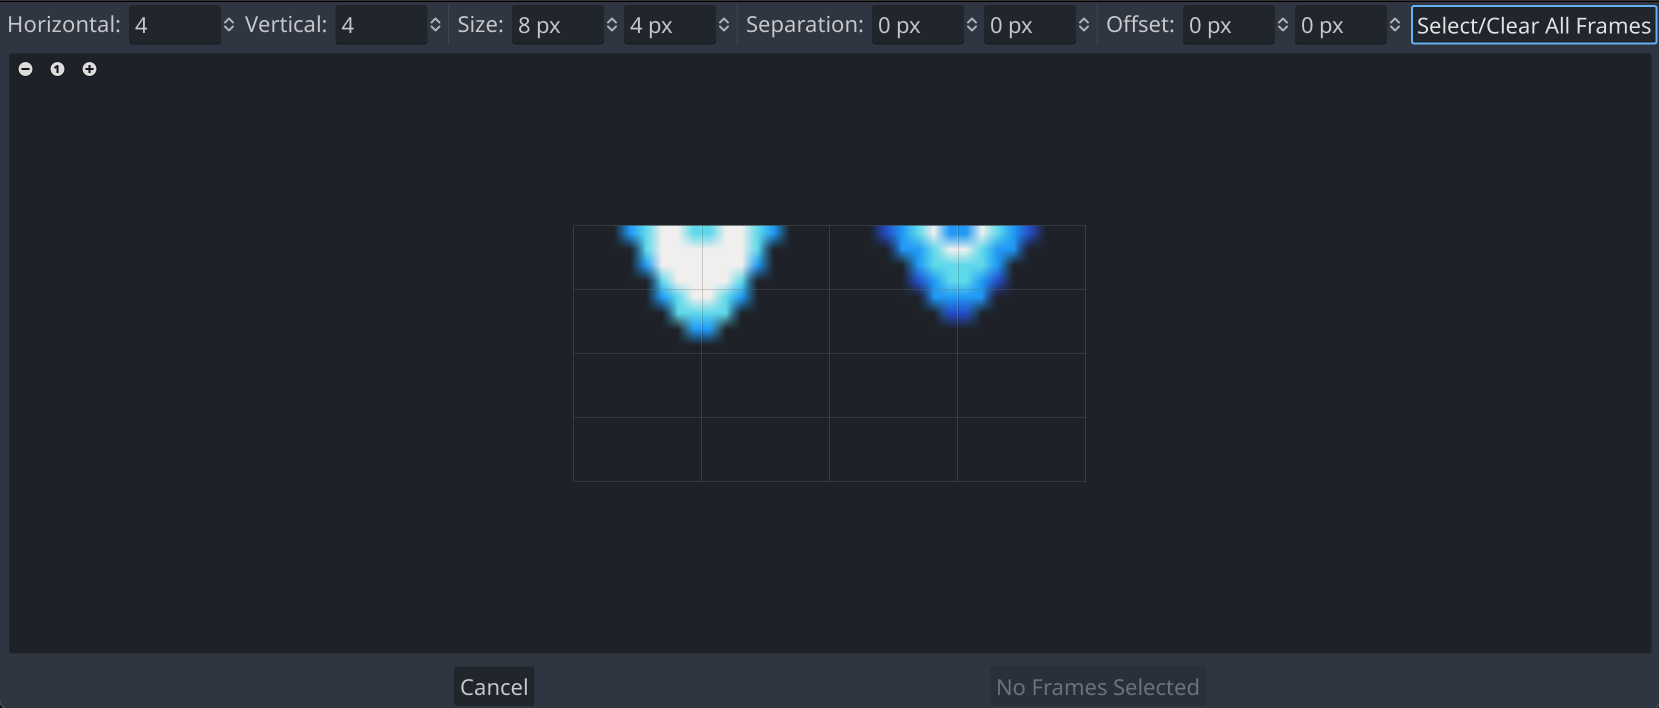 Horizontal: 4 Vertical: 4 Size: 8 px 4 px Separation: 0 px 0 px Offset: 0 px 0 px Select/Clear All Frames
1
Cancel No Frames Selected